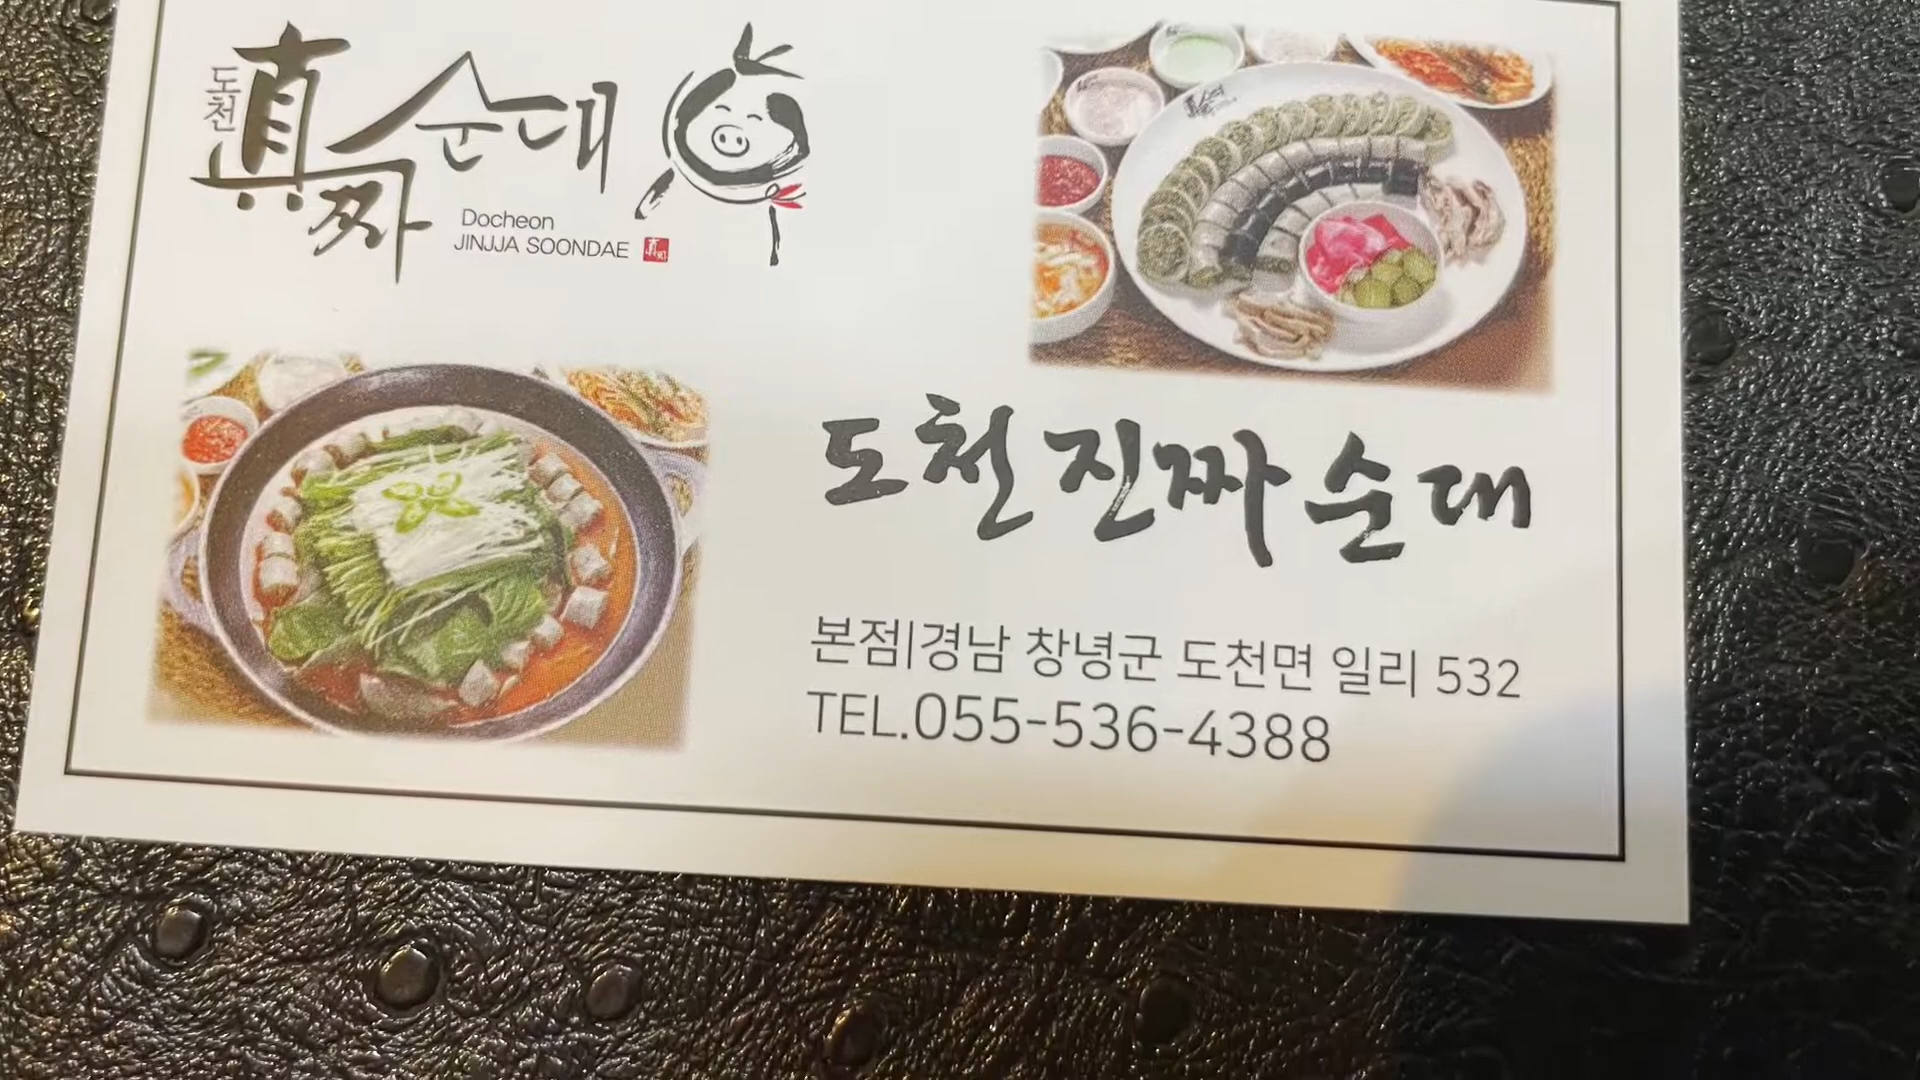 도천
真짜순대
Docheon
JINJJA SOONDAE
도천 진짜 순대
본점|경남 창녕군 도천면 일리 532
TEL.055-536-4388